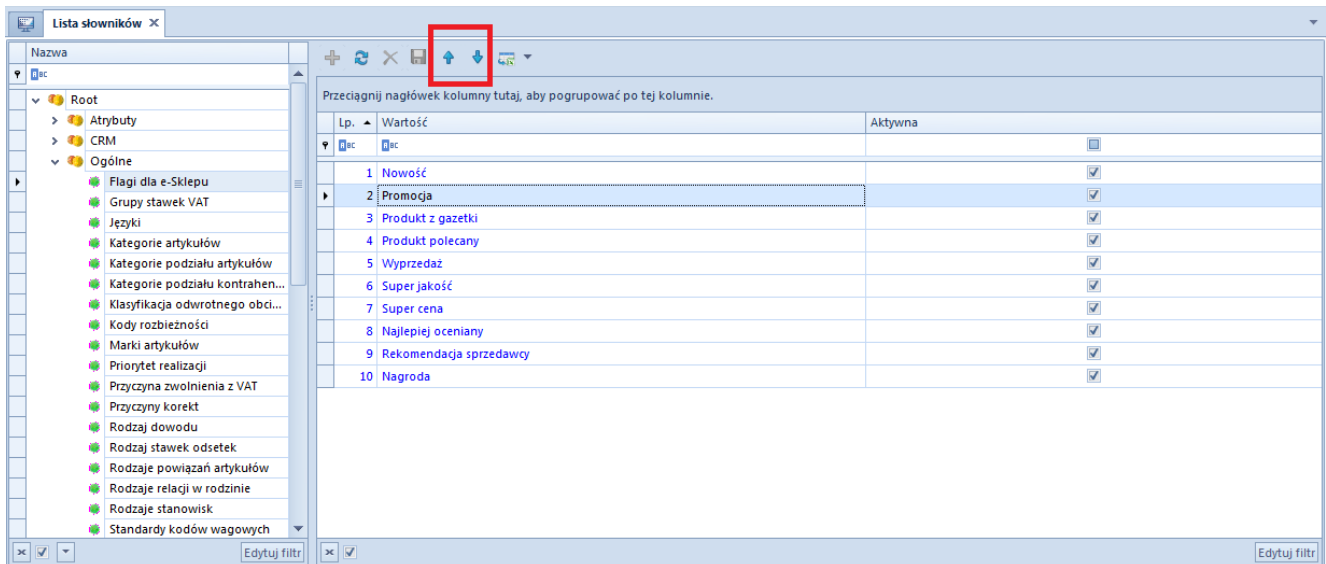 Lista słowników
Nazwa
ABC
Root
Atrybuty
CRM
Ogólne
Flagi dla e-Sklepu
Grupy stawek VAT
Języki
Kategorie artykułów
Kategorie podziału artykułów
Kategorie podziału kontrahen...
Klasyfikacja odwrotnego obci...
Kody rozbieżności
Marki artykułów
Priorytet realizacji
Przyczyna zwolnienia z VAT
Przyczyny korekt
Rodzaj dowodu
Rodzaj stawek odsetek
Rodzaje powiązań artykułów
Rodzaje relacji w rodzinie
Rodzaje stanowisk
Standardy kodów wagowych
Edytuj filtr
Przeciągnij nagłówek kolumny tutaj, aby pogrupować po tej kolumnie.
Lp. Wartość Aktywna
ABC ABC
1 Nowość
2 Promocja
3 Produkt z gazetki
4 Produkt polecany
5 Wyprzedaż
6 Super jakość
7 Super cena
8 Najlepiej oceniany
9 Rekomendacja sprzedawcy
10 Nagroda
Edytuj filtr